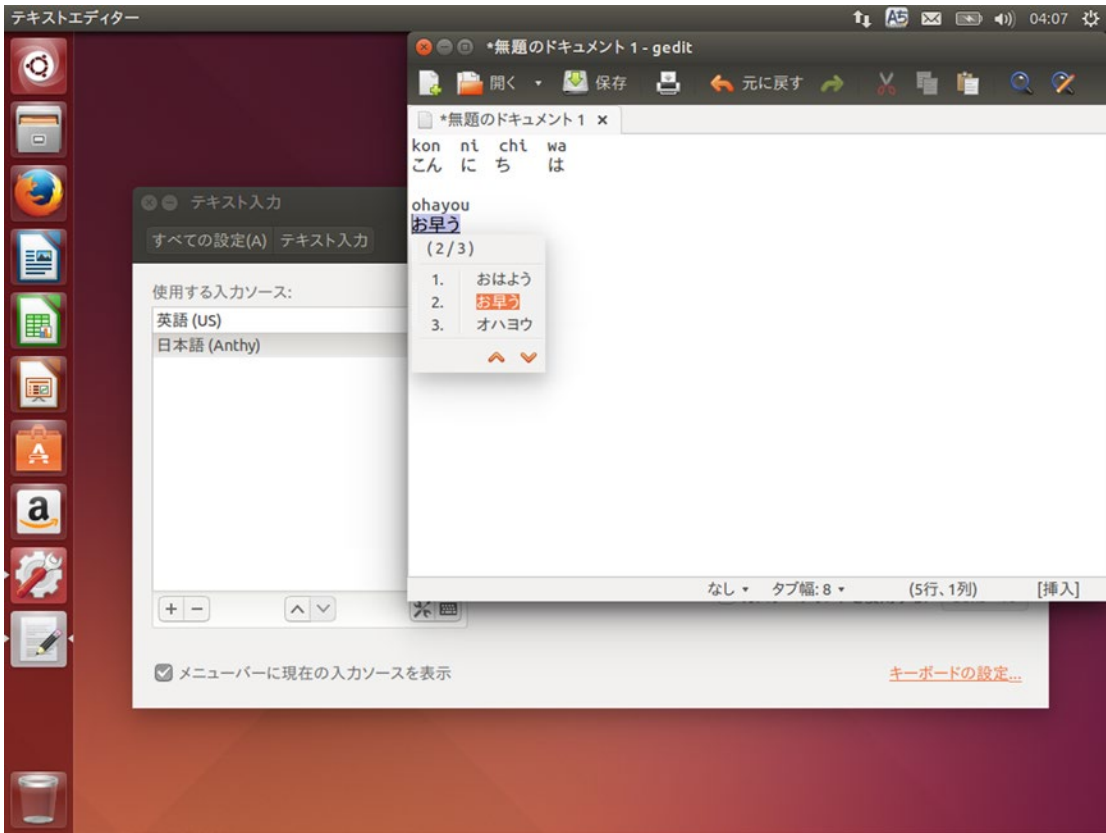 テキストエディター
04:07
*無題のドキュメント 1 - gedit
開く 保存 元に戻す
*無題のドキュメント 1
kon ni chi wa
こん に ち は
ohayou
お早う
(2/3)
1. おはよう
2. お早う
3. オハヨウ
なし タブ幅: 8 (5行、1列) [挿入]
テキスト入力
すべての設定(A) テキスト入力
使用する入力ソース:
英語 (US)
日本語 (Anthy)
メニューバーに現在の入力ソースを表示
キーボードの設定...